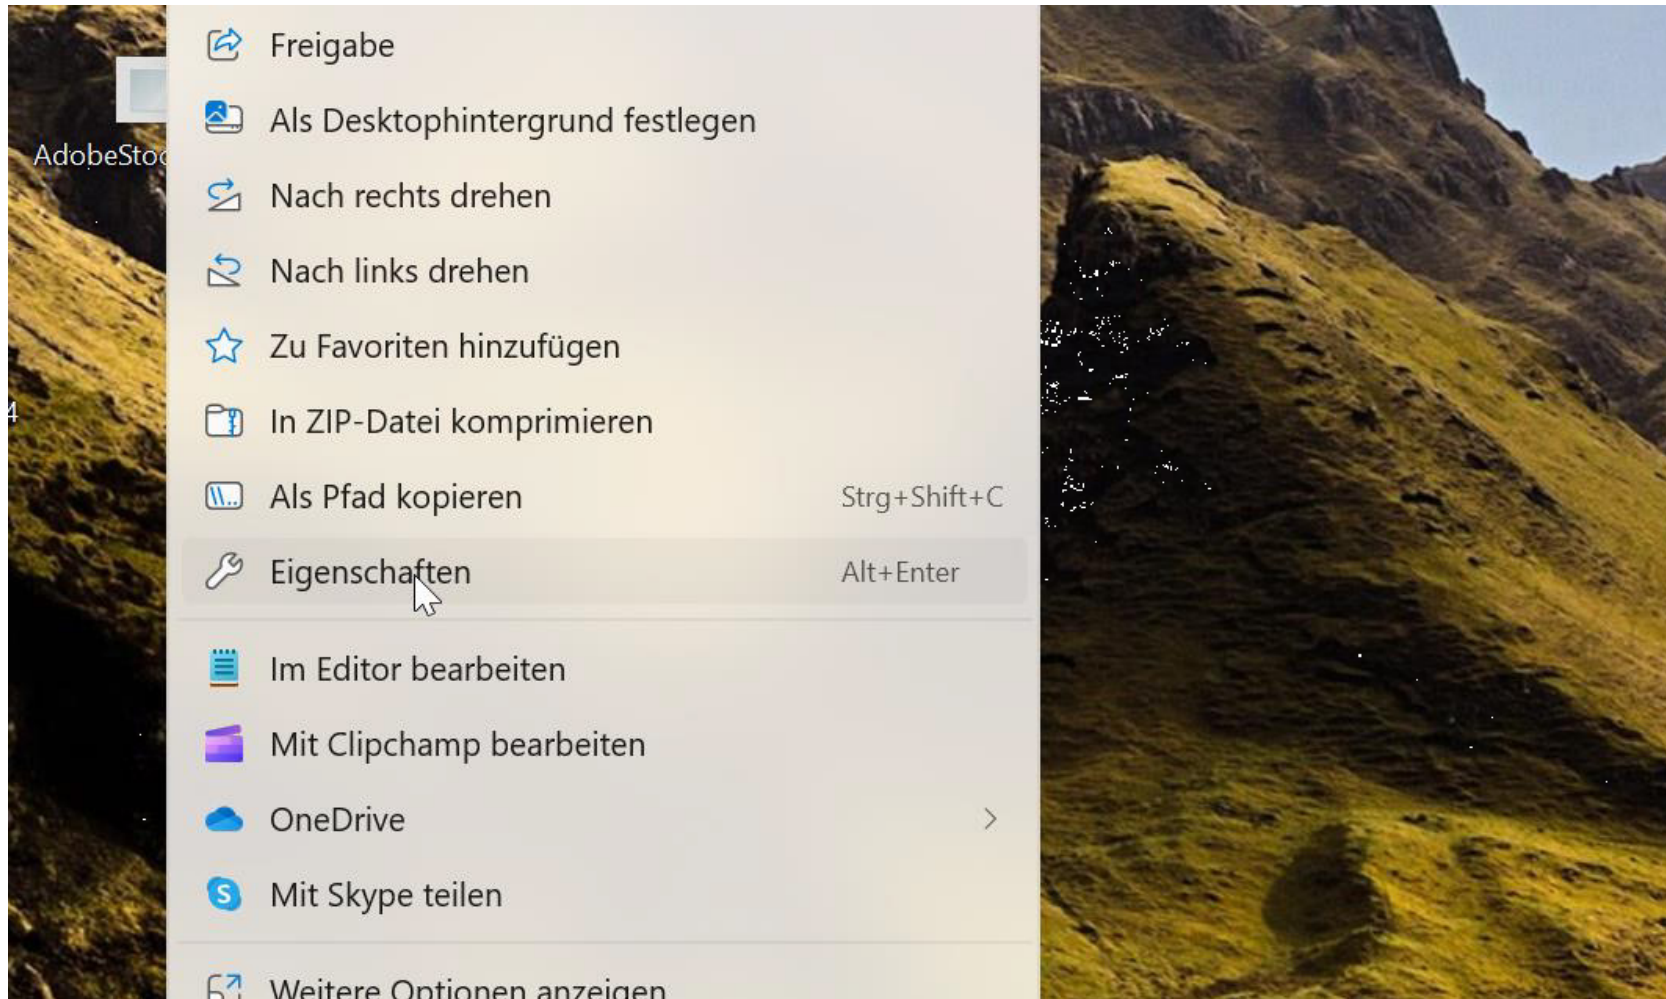 Freigabe
Als Desktophintergrund festlegen
AdobeStoc
Nach rechts drehen
Nach links drehen
Zu Favoriten hinzufügen
4
In ZIP-Datei komprimieren
Als Pfad kopieren Strg+Shift+C
Eigenschaften Alt+Enter
Im Editor bearbeiten
Mit Clipchamp bearbeiten
OneDrive
Mit Skype teilen
Weitere Optionen anzeigen